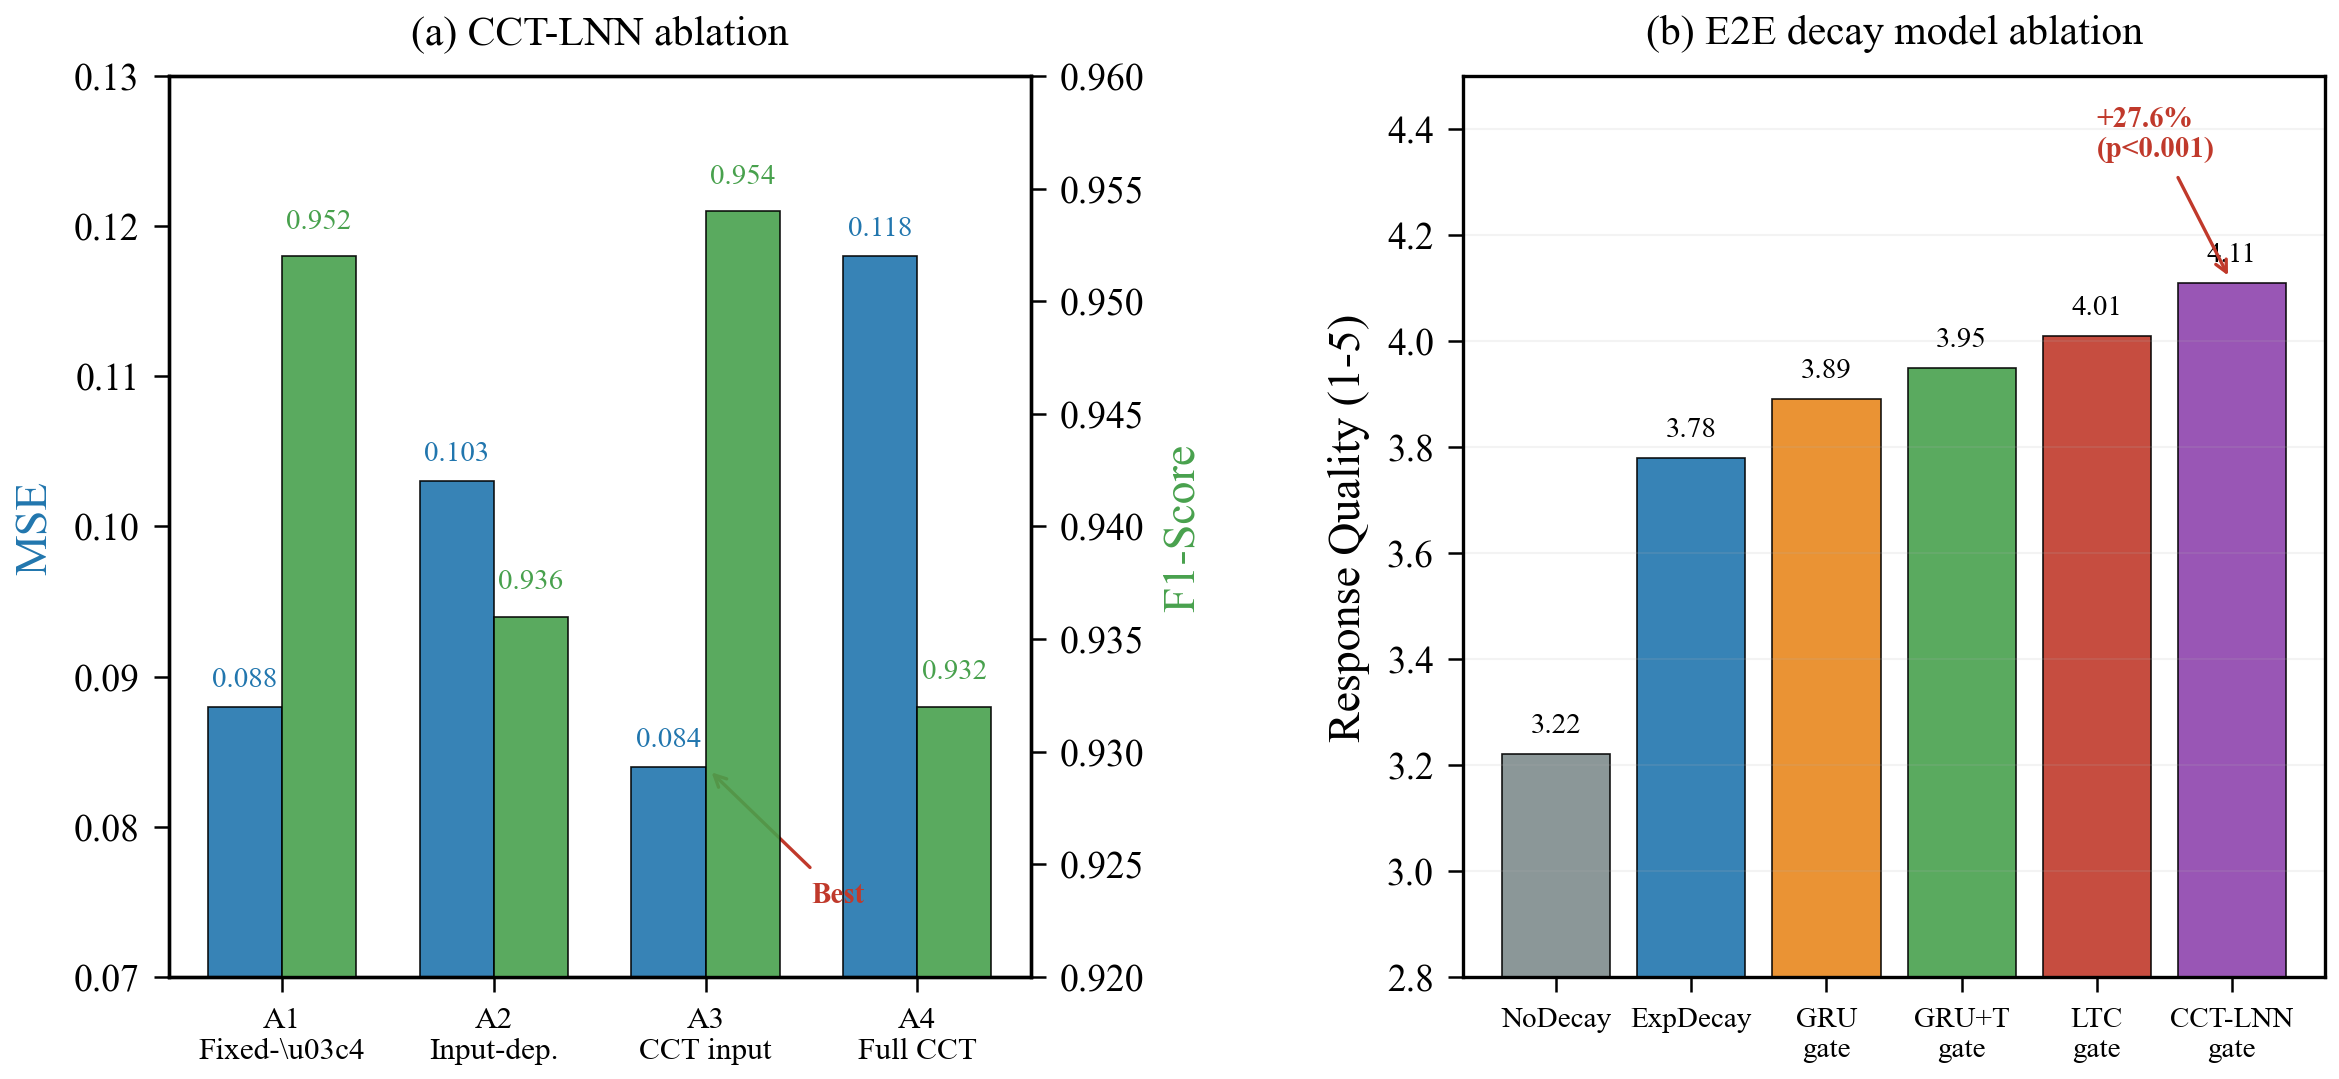 (a) CCT-LNN ablation
MSE
0.13
0.12
0.11
0.10
0.09
0.08
0.07
0.088
0.952
0.103
0.936
0.084
0.954
0.118
0.932
Best
0.960
0.955
0.950
0.945
0.940
0.935
0.930
0.925
0.920
F1-Score
A1
Fixed-\u03c4
A2
Input-dep.
A3
CCT input
A4
Full CCT
(b) E2E decay model ablation
Response Quality (1-5)
4.4
4.2
4.0
3.8
3.6
3.4
3.2
3.0
2.8
3.22
3.78
3.89
3.95
4.01
4.11
+27.6%
(p<0.001)
NoDecay
ExpDecay
GRU
gate
GRU+T
gate
LTC
gate
CCT-LNN
gate